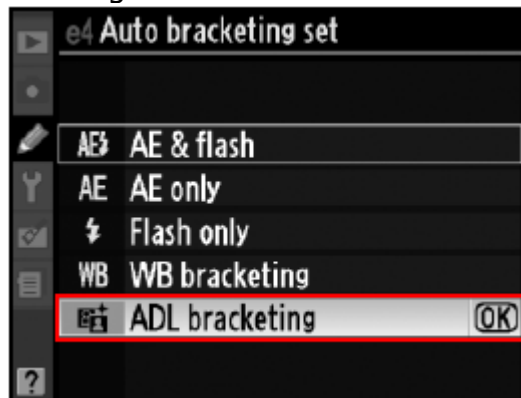 e4 Auto bracketing set
AE AE & flash
AE AE only
Flash only
WB WB bracketing
ADL bracketing OK
?